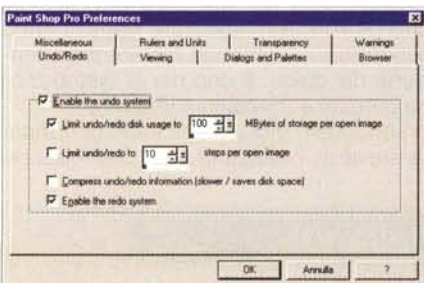 Paint Shop Pro Preferences
Miscellaneous Rulers and Units Transparency Warnings
Undo/Redo Viewing Dialogs and Palettes Browser
Enable the undo system
Limit undo/redo disk usage to 100 MBytes of storage per open image
Limit undo/redo to 10 steps per open image
Compress undo/redo information (slower / saves disk space)
Enable the redo system
OK Annulla ?